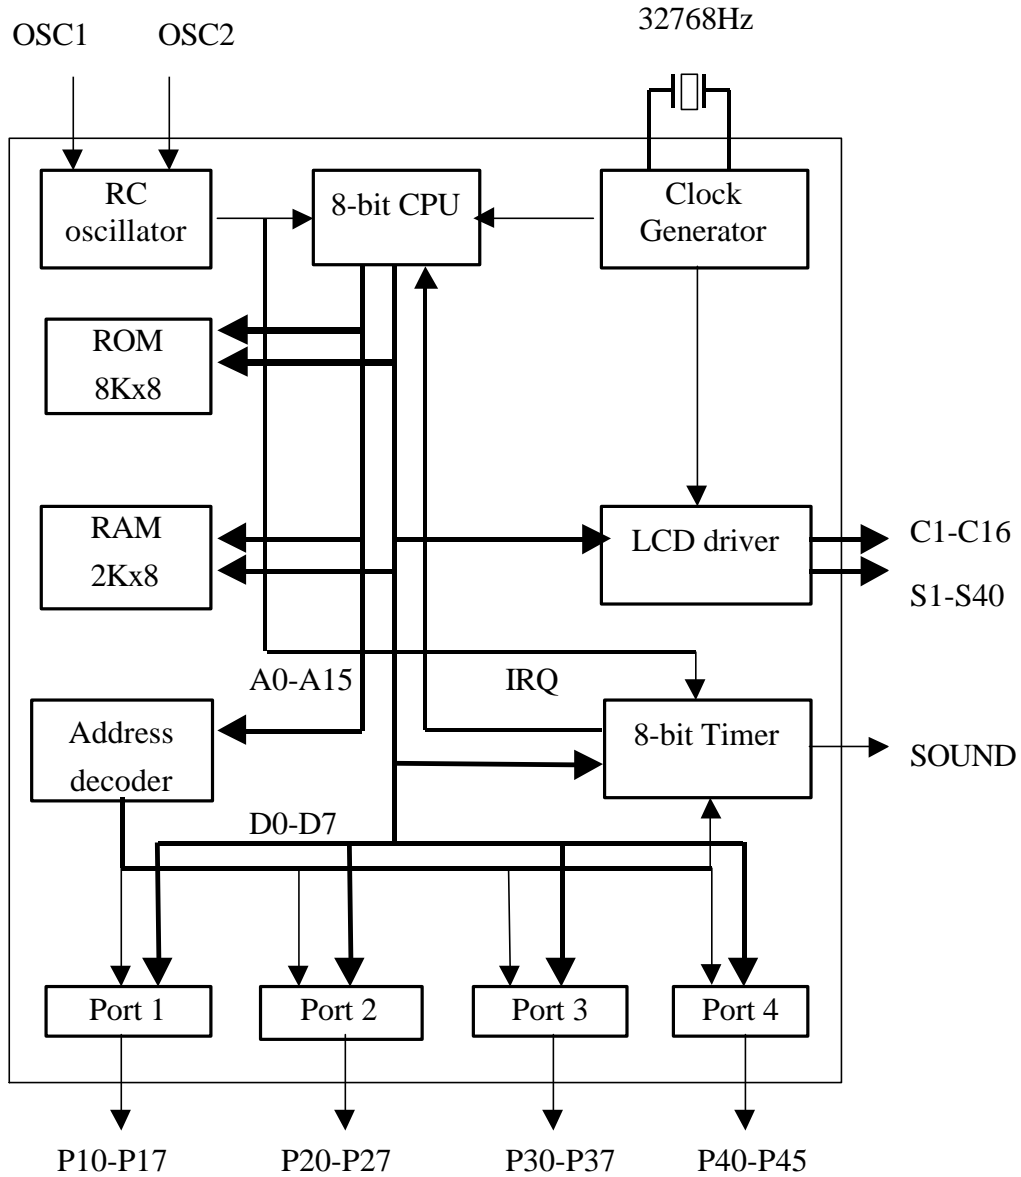 32768Hz
OSC1 OSC2
RC
oscillator
8-bit CPU
Clock
Generator
ROM
8Kx8
RAM
2Kx8
LCD driver
C1-C16
S1-S40
A0-A15
IRQ
Address
decoder
8-bit Timer
SOUND
D0-D7
Port 1
Port 2
Port 3
Port 4
P10-P17
P20-P27
P30-P37
P40-P45